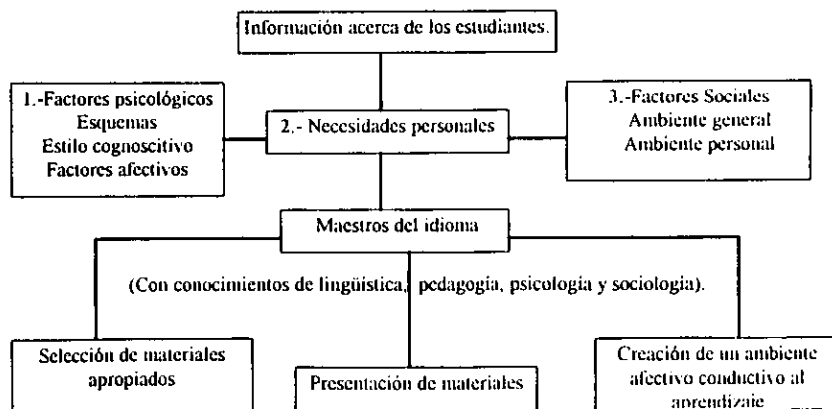 Información acerca de los estudiantes.
1.-Factores psicológicos
Esquemas
Estilo cognoscitivo
Factores afectivos
2.- Necesidades personales
3.-Factores Sociales
Ambiente general
Ambiente personal
Maestros del idioma
(Con conocimientos de lingüística, pedagogía, psicología y sociología).
Selección de materiales
apropiados
Presentación de materiales
Creación de un ambiente
afectivo conductivo al
aprendizaje